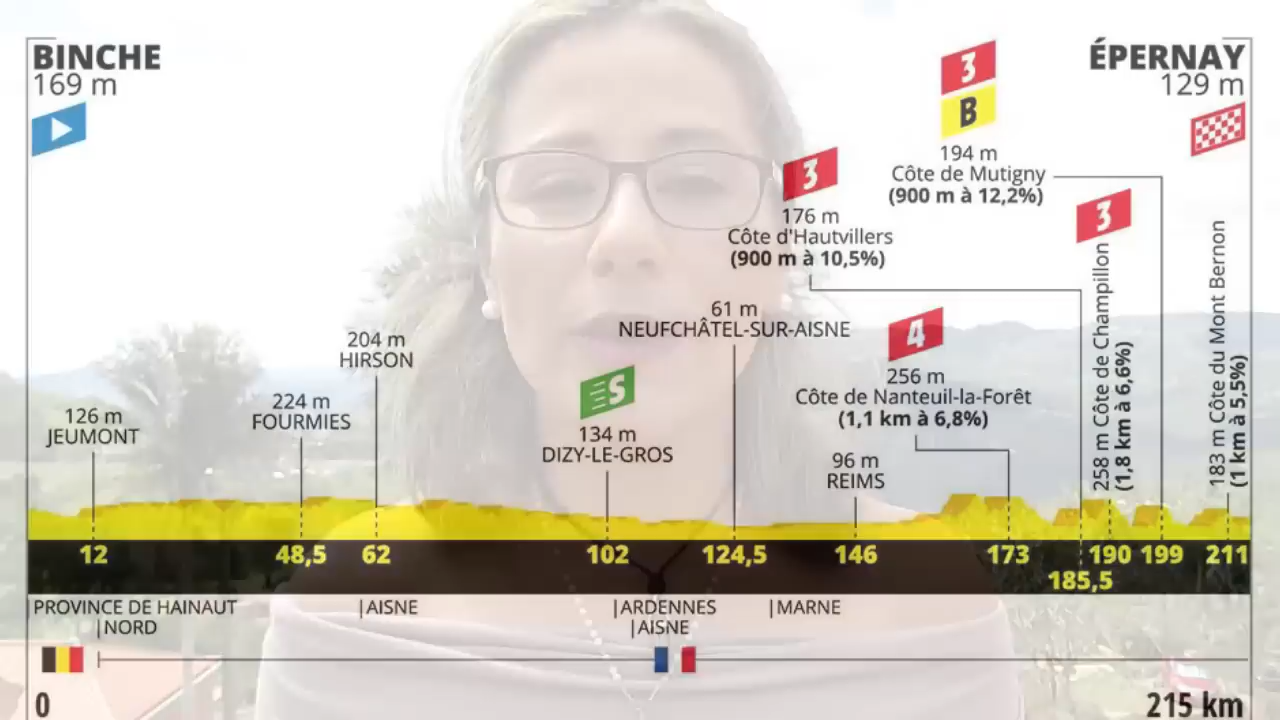 BINCHE
169 m
ÉPERNAY
129 m
3
B
194 m
Côte de Mutigny
(900 m à 12,2%)
3
176 m
Côte d'Hautvillers
(900 m à 10,5%)
3
258 m Côte de Champillon
(1,8 km à 6,6%)
183 m Côte du Mont Bernon
(1 km à 5,5%)
61 m
NEUFCHÂTEL-SUR-AISNE
204 m
HIRSON
4
256 m
Côte de Nanteuil-la-Forêt
(1,1 km à 6,8%)
S
134 m
DIZY-LE-GROS
224 m
FOURMIES
126 m
JEUMONT
96 m
REIMS
12 48,5 62 102 124,5 146 173 190 199 211
185,5
|PROVINCE DE HAINAUT |AISNE |ARDENNES |MARNE
|NORD |AISNE
0 215 km